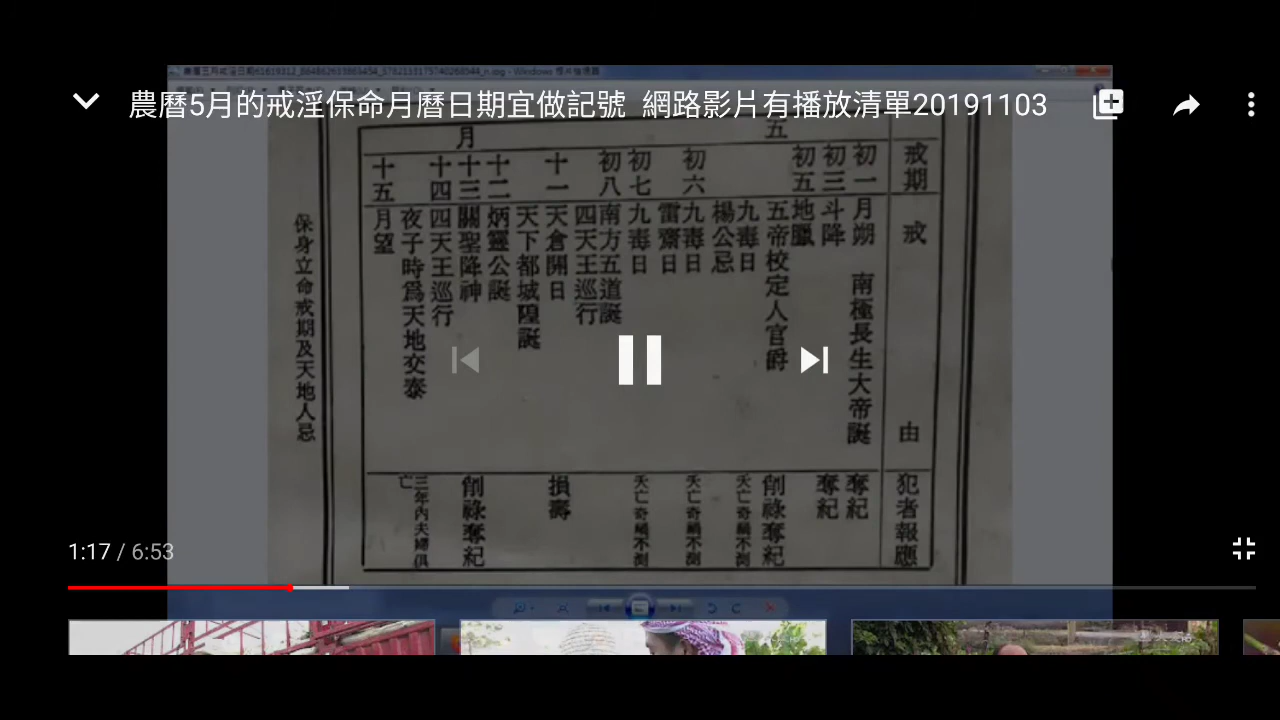 農曆5月的戒淫保命月曆日期宜做記號 網路影片有播放清單20191103
五月
戒期
戒由
犯者報應
初一
月朔 南極長生大帝誕
奪紀
初三
斗降
奪紀
初五
地臘
五帝校定人官爵
削祿奪紀
九毒日
夭亡奇禍不測
楊公忌
初六
九毒日
夭亡奇禍不測
雷齋日
初七
九毒日
夭亡奇禍不測
初八
南方五道誕
四天王巡行
十一
天倉開日
損壽
天下都城隍誕
十二
炳靈公誕
十三
關聖降神
削祿奪紀
十四
四天王巡行
夜子時為天地交泰
三年內夫婦俱亡
十五
月望
保身立命戒期及天地人忌
1:17 / 6:53